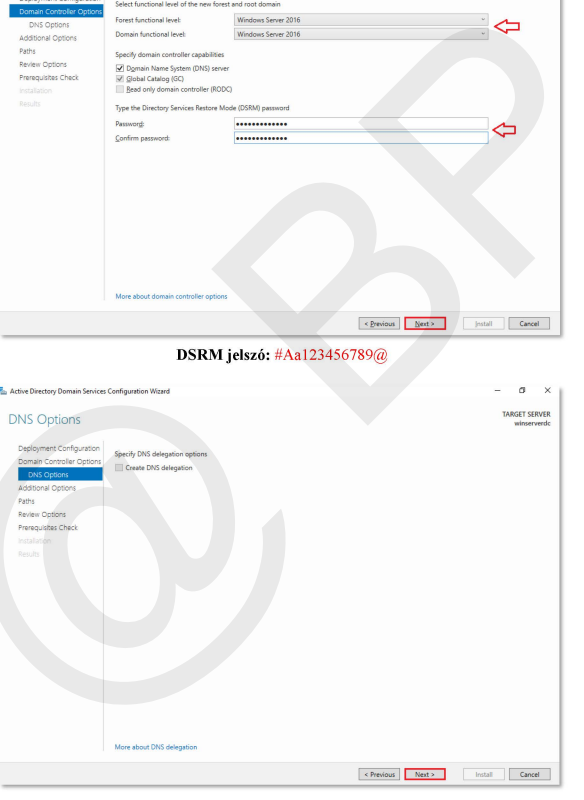 Select functional level of the new forest and root domain
Domain Controller Options
Forest functional level: Windows Server 2016
DNS Options
Domain functional level: Windows Server 2016
Additional Options
Paths
Specify domain controller capabilities
Review Options
Domain Name System (DNS) server
Prerequisites Check
Global Catalog (GC)
Installation
Read only domain controller (RODC)
Results
Type the Directory Services Restore Mode (DSRM) password
Password: •••••••••••••
Confirm password: •••••••••••••
More about domain controller options
< Previous Next > Install Cancel
DSRM jelszó: #Aa123456789@
Active Directory Domain Services Configuration Wizard
DNS Options
TARGET SERVER
winserverdc
Deployment Configuration
Domain Controller Options
DNS Options
Additional Options
Paths
Review Options
Prerequisites Check
Installation
Results
Specify DNS delegation options
Create DNS delegation
More about DNS delegation
< Previous Next > Install Cancel
@BP